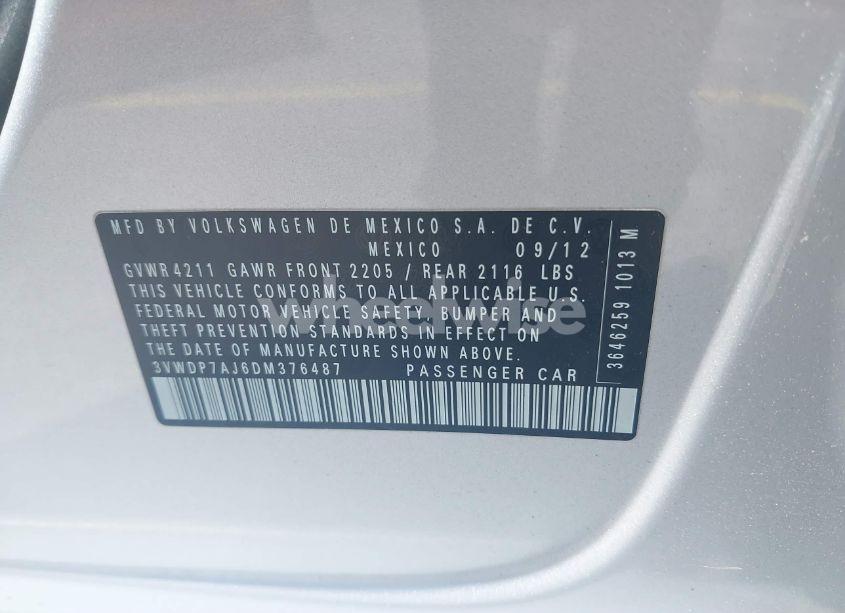 MFD BY VOLKSWAGEN DE MEXICO S.A. DE C.V.
MEXICO 09/12
GVWR 4211 GAWR FRONT 2205 / REAR 2116 LBS
THIS VEHICLE CONFORMS TO ALL APPLICABLE U.S.
FEDERAL MOTOR VEHICLE SAFETY, BUMPER AND
THEFT PREVENTION STANDARDS IN EFFECT ON
THE DATE OF MANUFACTURE SHOWN ABOVE.
3VWDP7AJ6DM376487 PASSENGER CAR
3646259 1013 M
wheelwise